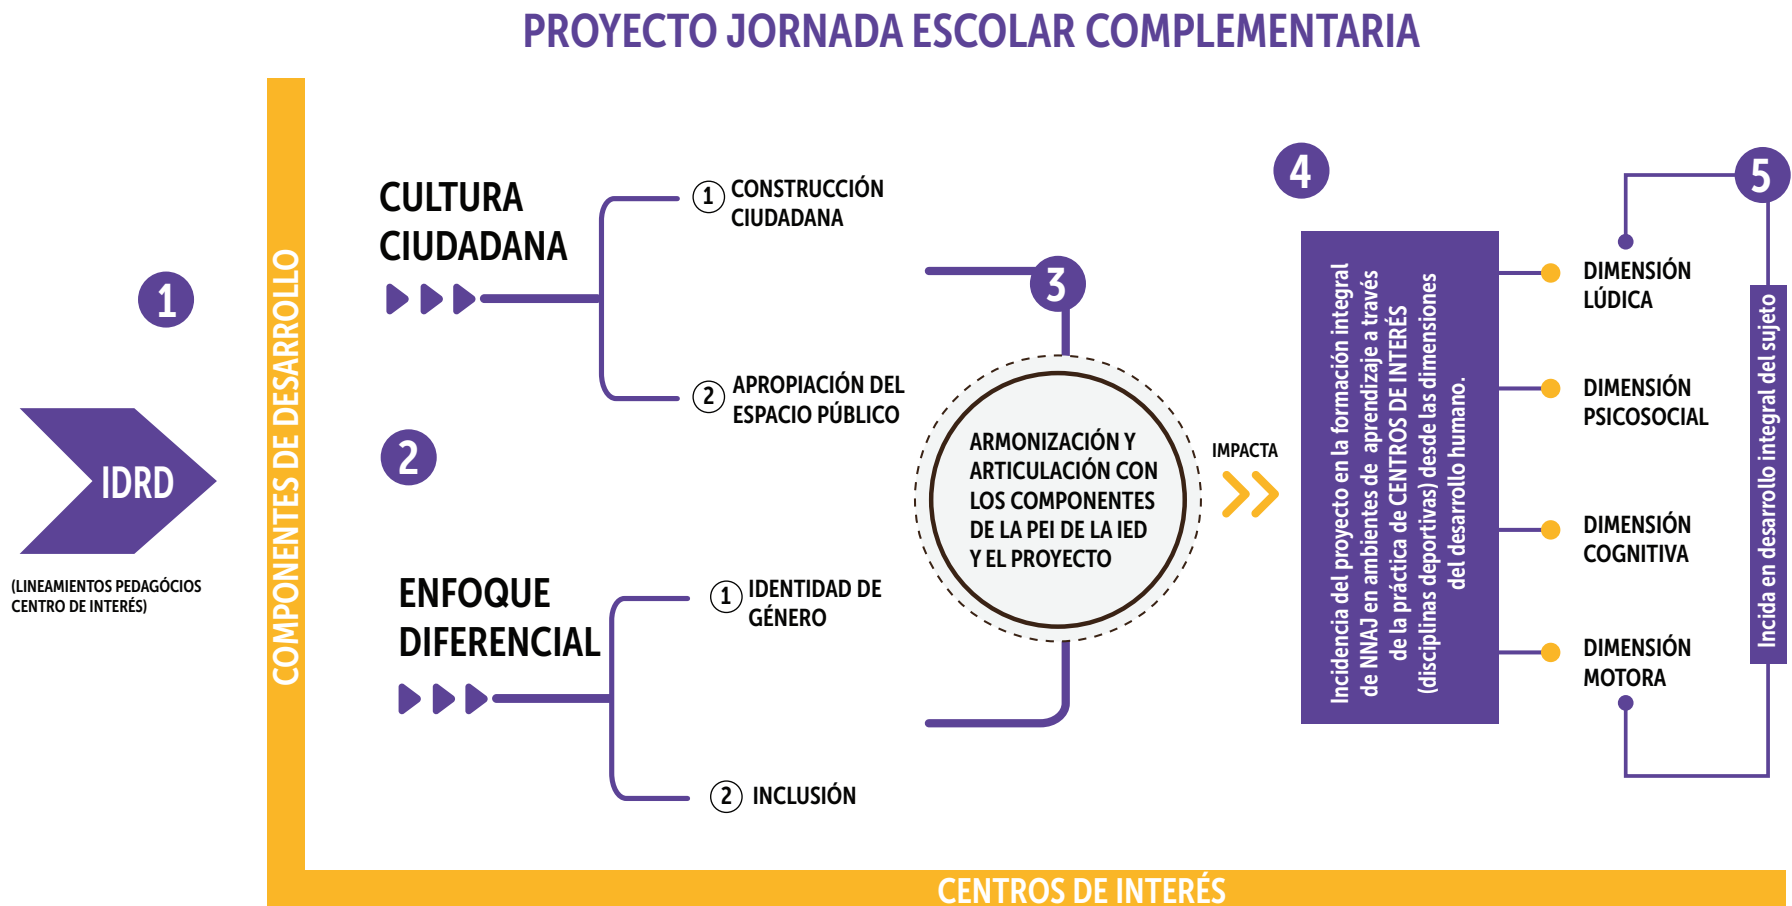 PROYECTO JORNADA ESCOLAR COMPLEMENTARIA
1
IDRD
(LINEAMIENTOS PEDAGÓCIOS
CENTRO DE INTERÉS)
COMPONENTES DE DESARROLLO
CULTURA
CIUDADANA
1 CONSTRUCCIÓN
CIUDADANA
2 APROPIACIÓN DEL
ESPACIO PÚBLICO
2
ENFOQUE
DIFERENCIAL
1 IDENTIDAD DE
GÉNERO
2 INCLUSIÓN
3
ARMONIZACIÓN Y
ARTICULACIÓN CON
LOS COMPONENTES
DE LA PEI DE LA IED
Y EL PROYECTO
IMPACTA
4
Incidencia del proyecto en la formación integral
de NNAJ en ambientes de aprendizaje a través
de la práctica de CENTROS DE INTERÉS
(disciplinas deportivas) desde las dimensiones
del desarrollo humano.
DIMENSIÓN
LÚDICA
DIMENSIÓN
PSICOSOCIAL
DIMENSIÓN
COGNITIVA
DIMENSIÓN
MOTORA
5
Incida en desarrollo integral del sujeto
CENTROS DE INTERÉS